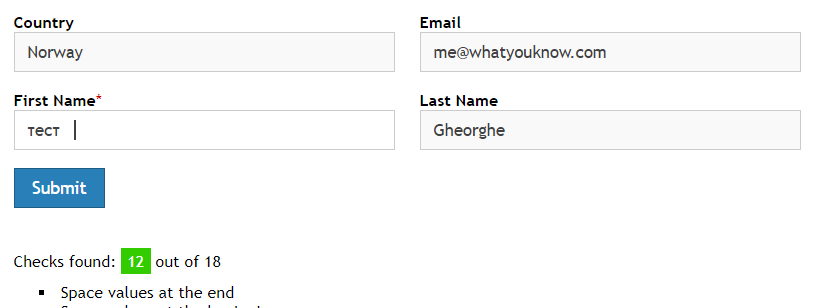 Country Email
Norway me@whatyouknow.com
First Name* Last Name
тест Gheorghe
Submit
Checks found: 12 out of 18
Space values at the end